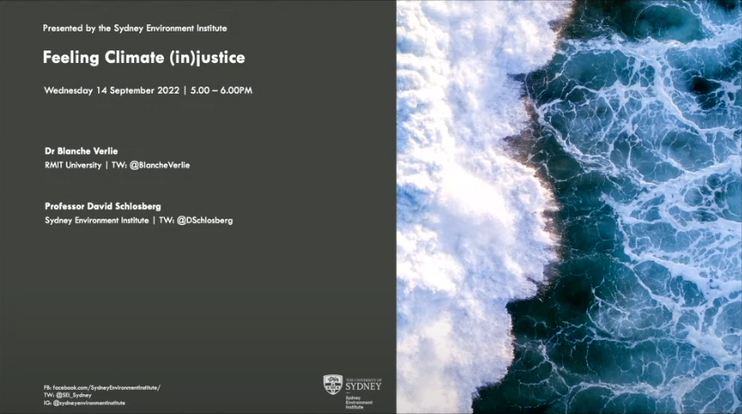 Presented by the Sydney Environment Institute
Feeling Climate (in)justice
Wednesday 14 September 2022 | 5.00 – 6.00PM
Dr Blanche Verlie
RMIT University | TW: @BlancheVerlie
Professor David Schlosberg
Sydney Environment Institute | TW: @DSchlosberg
FB: facebook.com/SydneyEnvironmentInstitute/
TW: @SEI_Sydney
IG: @sydneyenvironmentinstitute
THE UNIVERSITY OF
SYDNEY
Sydney
Environment
Institute